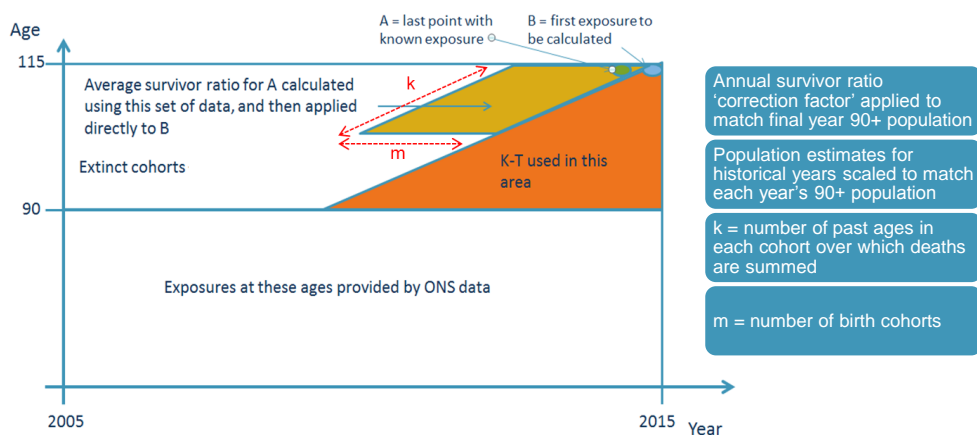 A = last point with
known exposure
B = first exposure to
be calculated
Age
115
Average survivor ratio for A calculated
using this set of data, and then applied
directly to B
k
m
Extinct cohorts
K-T used in this
area
90
Exposures at these ages provided by ONS data
2005
2015
Year
Annual survivor ratio
‘correction factor’ applied to
match final year 90+ population
Population estimates for
historical years scaled to match
each year’s 90+ population
k = number of past ages in
each cohort over which deaths
are summed
m = number of birth cohorts